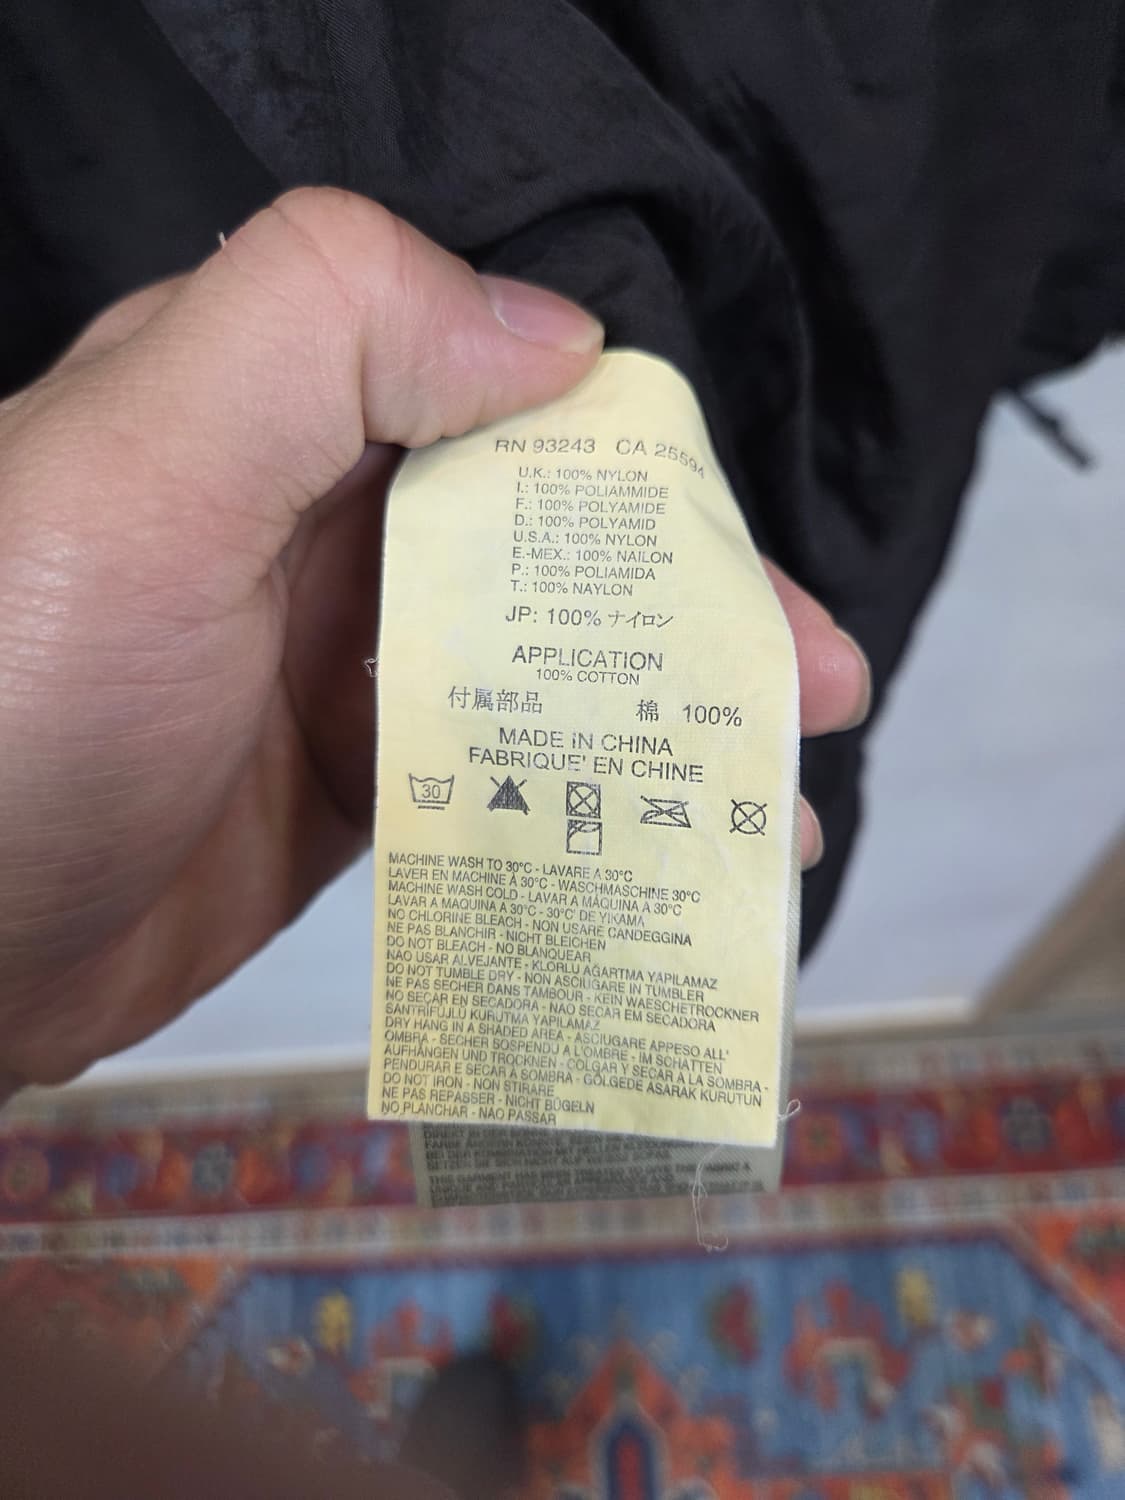 RN 93243 CA 25594
U.K.: 100% NYLON
I.: 100% POLIAMMIDE
F.: 100% POLYAMIDE
D.: 100% POLYAMID
U.S.A.: 100% NYLON
E.-MEX.: 100% NAILON
P.: 100% POLIAMIDA
T.: 100% NAYLON
JP: 100% ナイロン
APPLICATION
100% COTTON
付属部品 棉 100%
MADE IN CHINA
FABRIQUE' EN CHINE
30
MACHINE WASH TO 30°C - LAVARE A 30°C
LAVER EN MACHINE À 30°C - WASCHMASCHINE 30°C
MACHINE WASH COLD - LAVAR A MÁQUINA A 30°C
LAVAR A MAQUINA A 30°C - 30°C' DE YIKAMA
NO CHLORINE BLEACH - NON USARE CANDEGGINA
NE PAS BLANCHIR - NICHT BLEICHEN
DO NOT BLEACH - NO BLANQUEAR
NAO USAR ALVEJANTE - KLORLU AĞARTMA YAPILAMAZ
DO NOT TUMBLE DRY - NON ASCIUGARE IN TUMBLER
NE PAS SECHER DANS TAMBOUR - KEIN WAESCHETROCKNER
NO SECAR EN SECADORA - NAO SECAR EM SECADORA
SANTRİFÜJLÜ KURUTMA YAPILAMAZ
DRY HANG IN A SHADED AREA - ASCIUGARE APPESO ALL'
OMBRA - SECHER SOSPENDU A L'OMBRE - IM SCHATTEN
AUFHÄNGEN UND TROCKNEN - COLGAR Y SECAR A LA SOMBRA -
PENDURAR E SECAR À SOMBRA - GÖLGEDE ASARAK KURUTUN
DO NOT IRON - NON STIRARE
NE PAS REPASSER - NICHT BÜGELN
NO PLANCHAR - NAO PASSAR